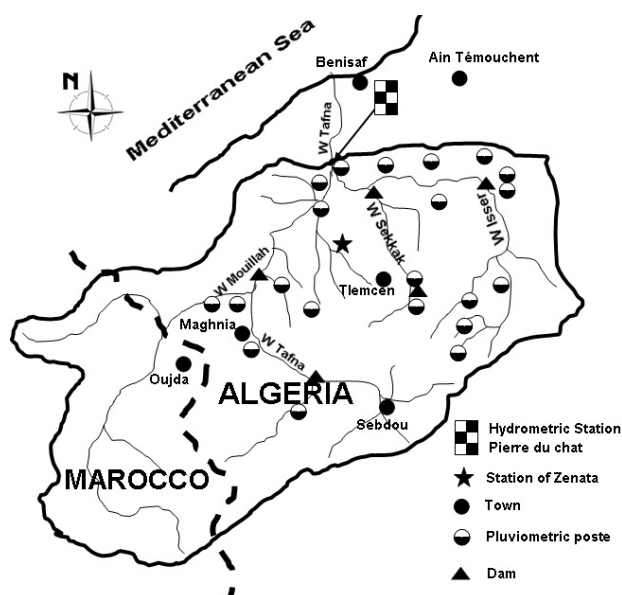 Mediterranean Sea
N
Benisaf
Ain Témouchent
W Tafna
W Sekkak
W Isser
W Mouillah
Tlemcen
Maghnia
Oujda
W Tafna
ALGERIA
Sebdou
MAROCCO
Hydrometric Station
Pierre du chat
Station of Zenata
Town
Pluviometric poste
Dam